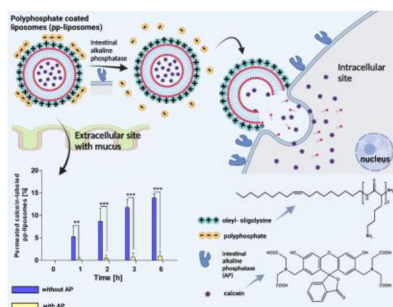 Polyphosphate coated
liposomes (pp-liposomes)
Intestinal
alkaline
phosphatase
Intracellular
site
Extracellular site
with mucus
nucleus
Permeated calcein-labeled
pp-liposomes [%]
20
15
10
5
0
**
***
***
***
0 1 2 3 6
Time [h]
without AP
with AP
oleyl- oligolysine
polyphosphate
intestinal
alkaline
phosphatase
(AP)
calcein